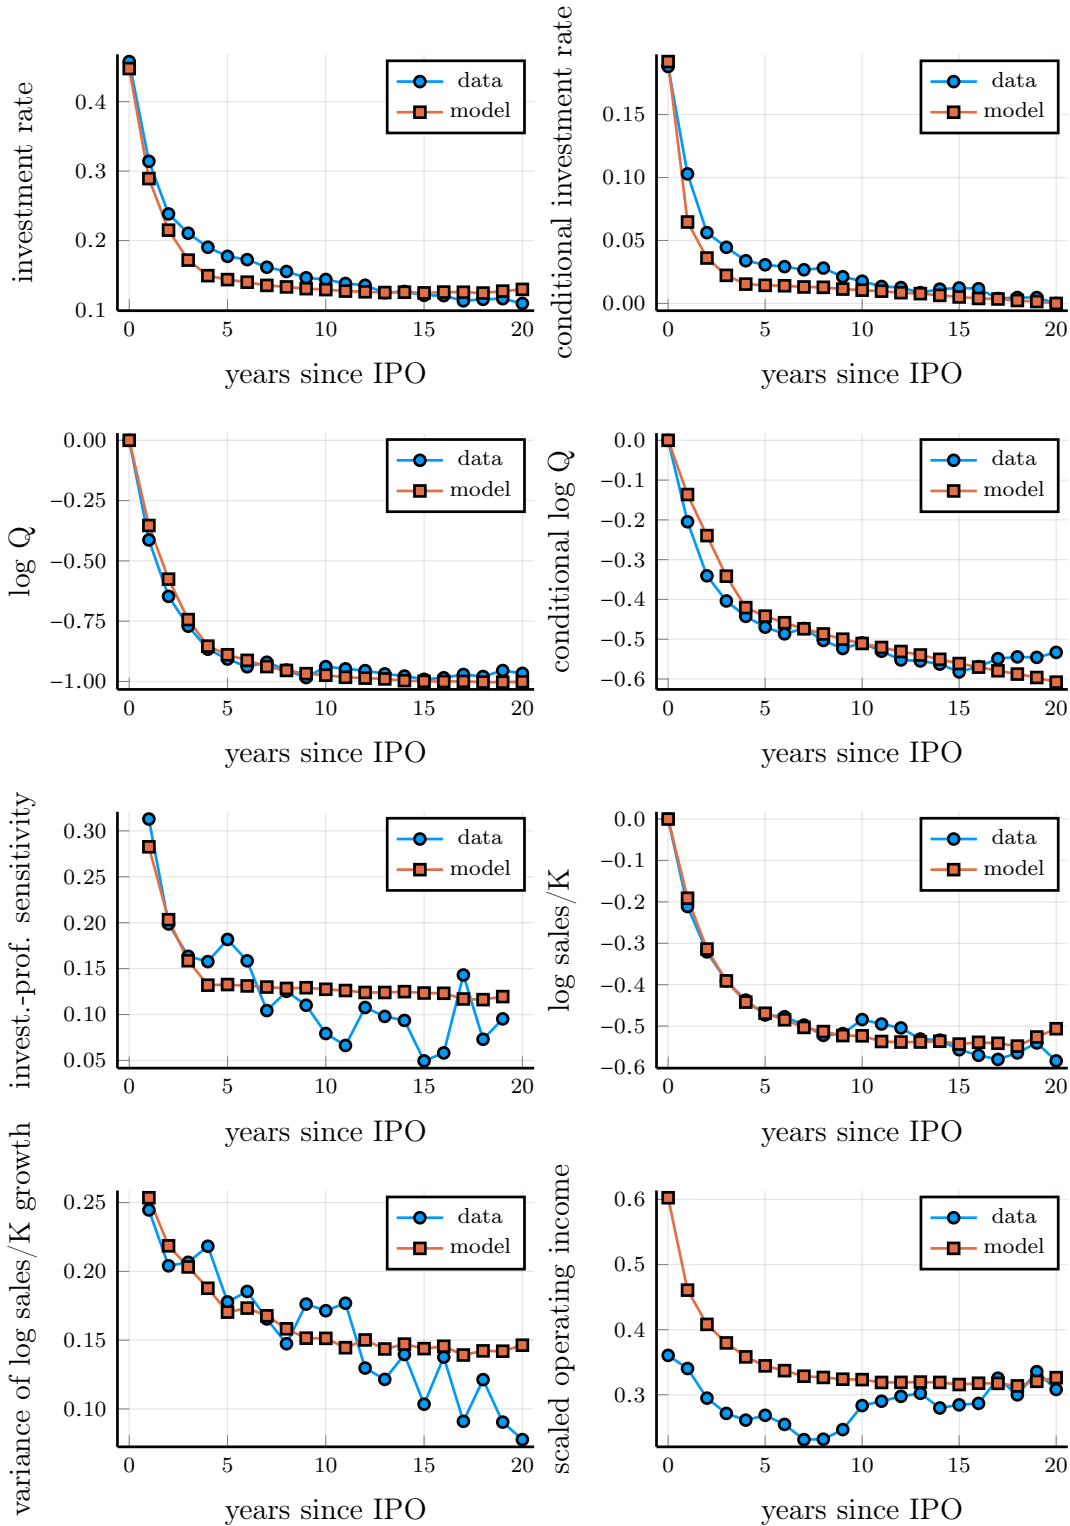 investment rate
0.4
0.3
0.2
0.1
data
model
0
5
10
15
20
years since IPO
conditional investment rate
0.15
0.10
0.05
0.00
data
model
0
5
10
15
20
years since IPO
log Q
0.00
−0.25
−0.50
−0.75
−1.00
data
model
0
5
10
15
20
years since IPO
conditional log Q
0.0
−0.1
−0.2
−0.3
−0.4
−0.5
−0.6
data
model
0
5
10
15
20
years since IPO
invest.-prof. sensitivity
0.30
0.25
0.20
0.15
0.10
0.05
data
model
0
5
10
15
20
years since IPO
log sales/K
0.0
−0.1
−0.2
−0.3
−0.4
−0.5
−0.6
data
model
0
5
10
15
20
years since IPO
variance of log sales/K growth
0.25
0.20
0.15
0.10
data
model
0
5
10
15
20
years since IPO
scaled operating income
0.6
0.5
0.4
0.3
data
model
0
5
10
15
20
years since IPO